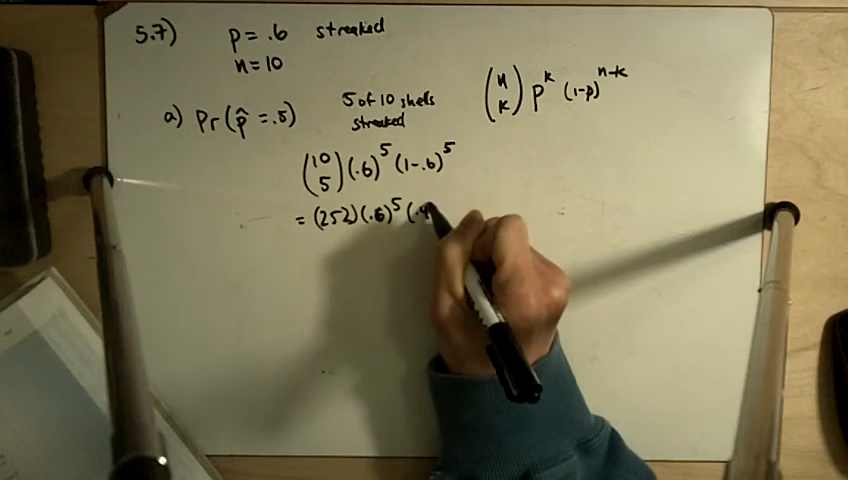 5.7) p = .6 streaked
n = 10
a) Pr(p̂ = .5) 5 of 10 shells streaked
(n k) p^k (1-p)^n-k
(10 5) (.6)^5 (1-.6)^5
= (252)(.6)^5 (.4